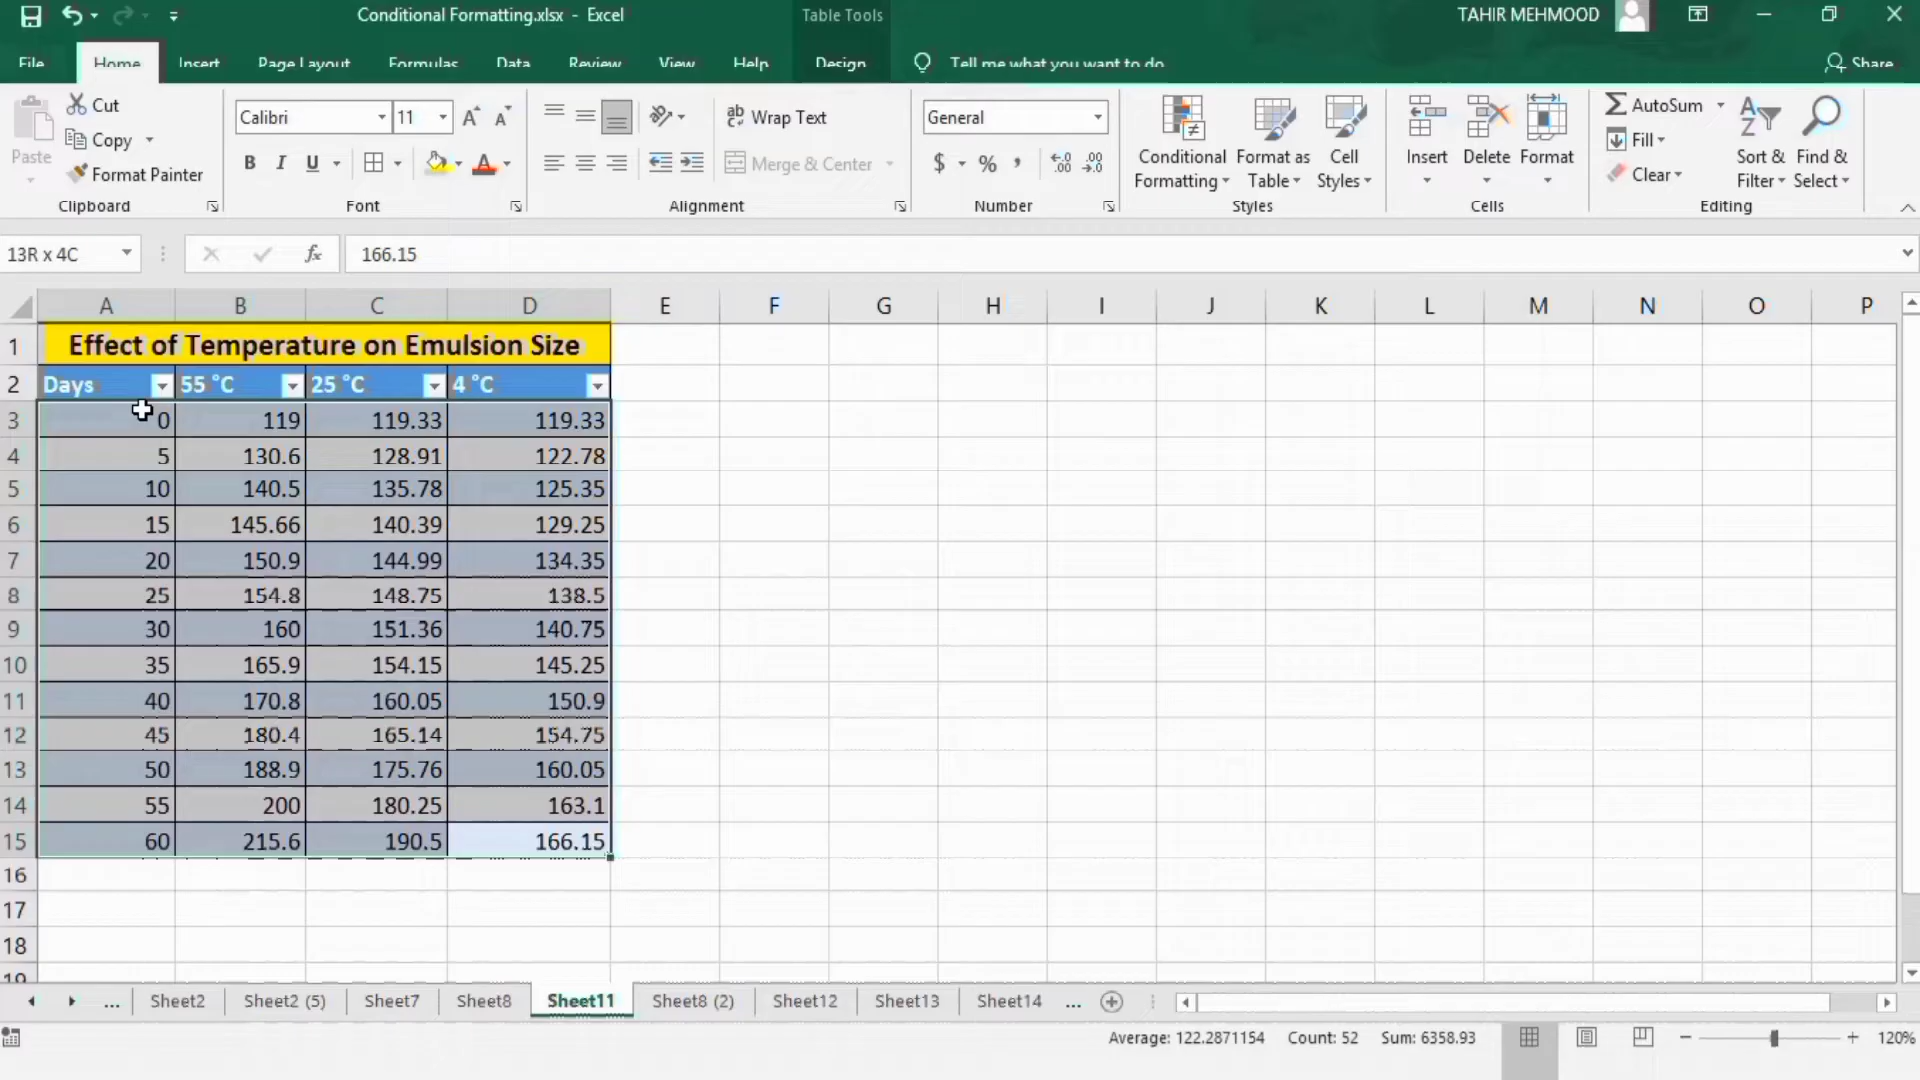 Conditional Formatting.xlsx - Excel
Table Tools
TAHIR MEHMOOD
File Home Insert Page Layout Formulas Data Review View Help Design Tell me what you want to do Share
Paste
Cut
Copy
Format Painter
Clipboard
Calibri 11
B I U
Font
Wrap Text
Merge & Center
Alignment
General
$ % ,
Number
Conditional Formatting
Format as Table
Cell Styles
Styles
Insert Delete Format
Cells
AutoSum
Fill
Clear
Sort & Filter
Find & Select
Editing
13R x 4C fx 166.15
A B C D E F G H I J K L M N O P
1 Effect of Temperature on Emulsion Size
2 Days 55 °C 25 °C 4 °C
3 0 119 119.33 119.33
4 5 130.6 128.91 122.78
5 10 140.5 135.78 125.35
6 15 145.66 140.39 129.25
7 20 150.9 144.99 134.35
8 25 154.8 148.75 138.5
9 30 160 151.36 140.75
10 35 165.9 154.15 145.25
11 40 170.8 160.05 150.9
12 45 180.4 165.14 154.75
13 50 188.9 175.76 160.05
14 55 200 180.25 163.1
15 60 215.6 190.5 166.15
16
17
18
19
... Sheet2 Sheet2 (5) Sheet7 Sheet8 Sheet11 Sheet8 (2) Sheet12 Sheet13 Sheet14 ...
Average: 122.2871154 Count: 52 Sum: 6358.93 120%